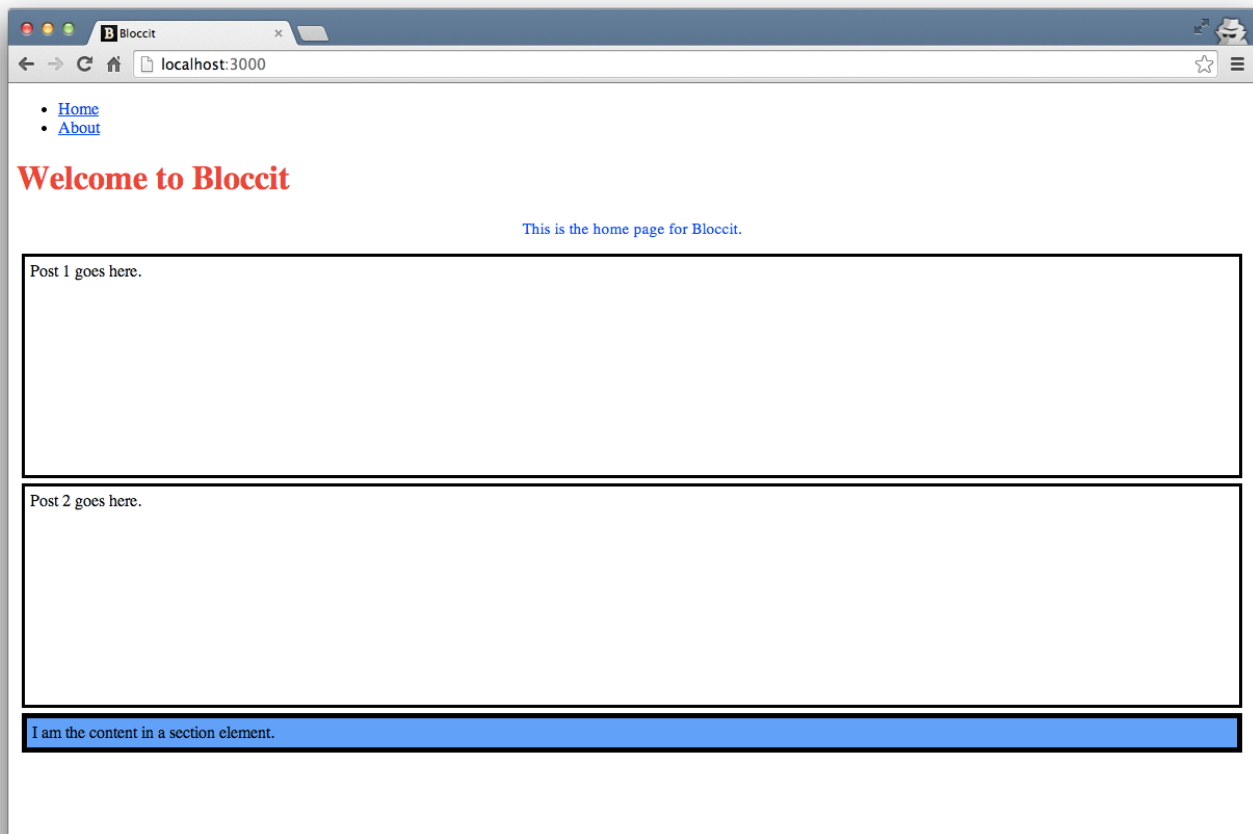 B Bloccit
localhost:3000
Home
About
Welcome to Bloccit
This is the home page for Bloccit.
Post 1 goes here.
Post 2 goes here.
I am the content in a section element.